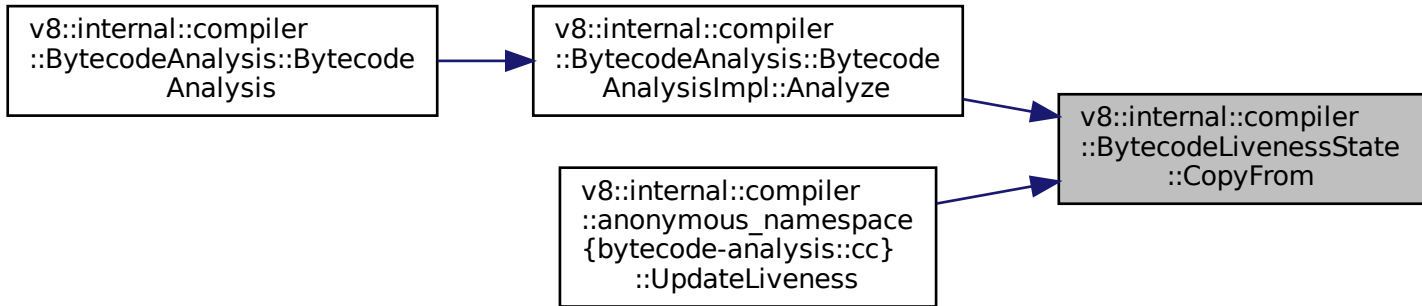 v8::internal::compiler
::BytecodeAnalysis::Bytecode
Analysis
v8::internal::compiler
::BytecodeAnalysis::Bytecode
AnalysisImpl::Analyze
v8::internal::compiler
::BytecodeLivenessState
::CopyFrom
v8::internal::compiler
::anonymous_namespace
{bytecode-analysis::cc}
::UpdateLiveness